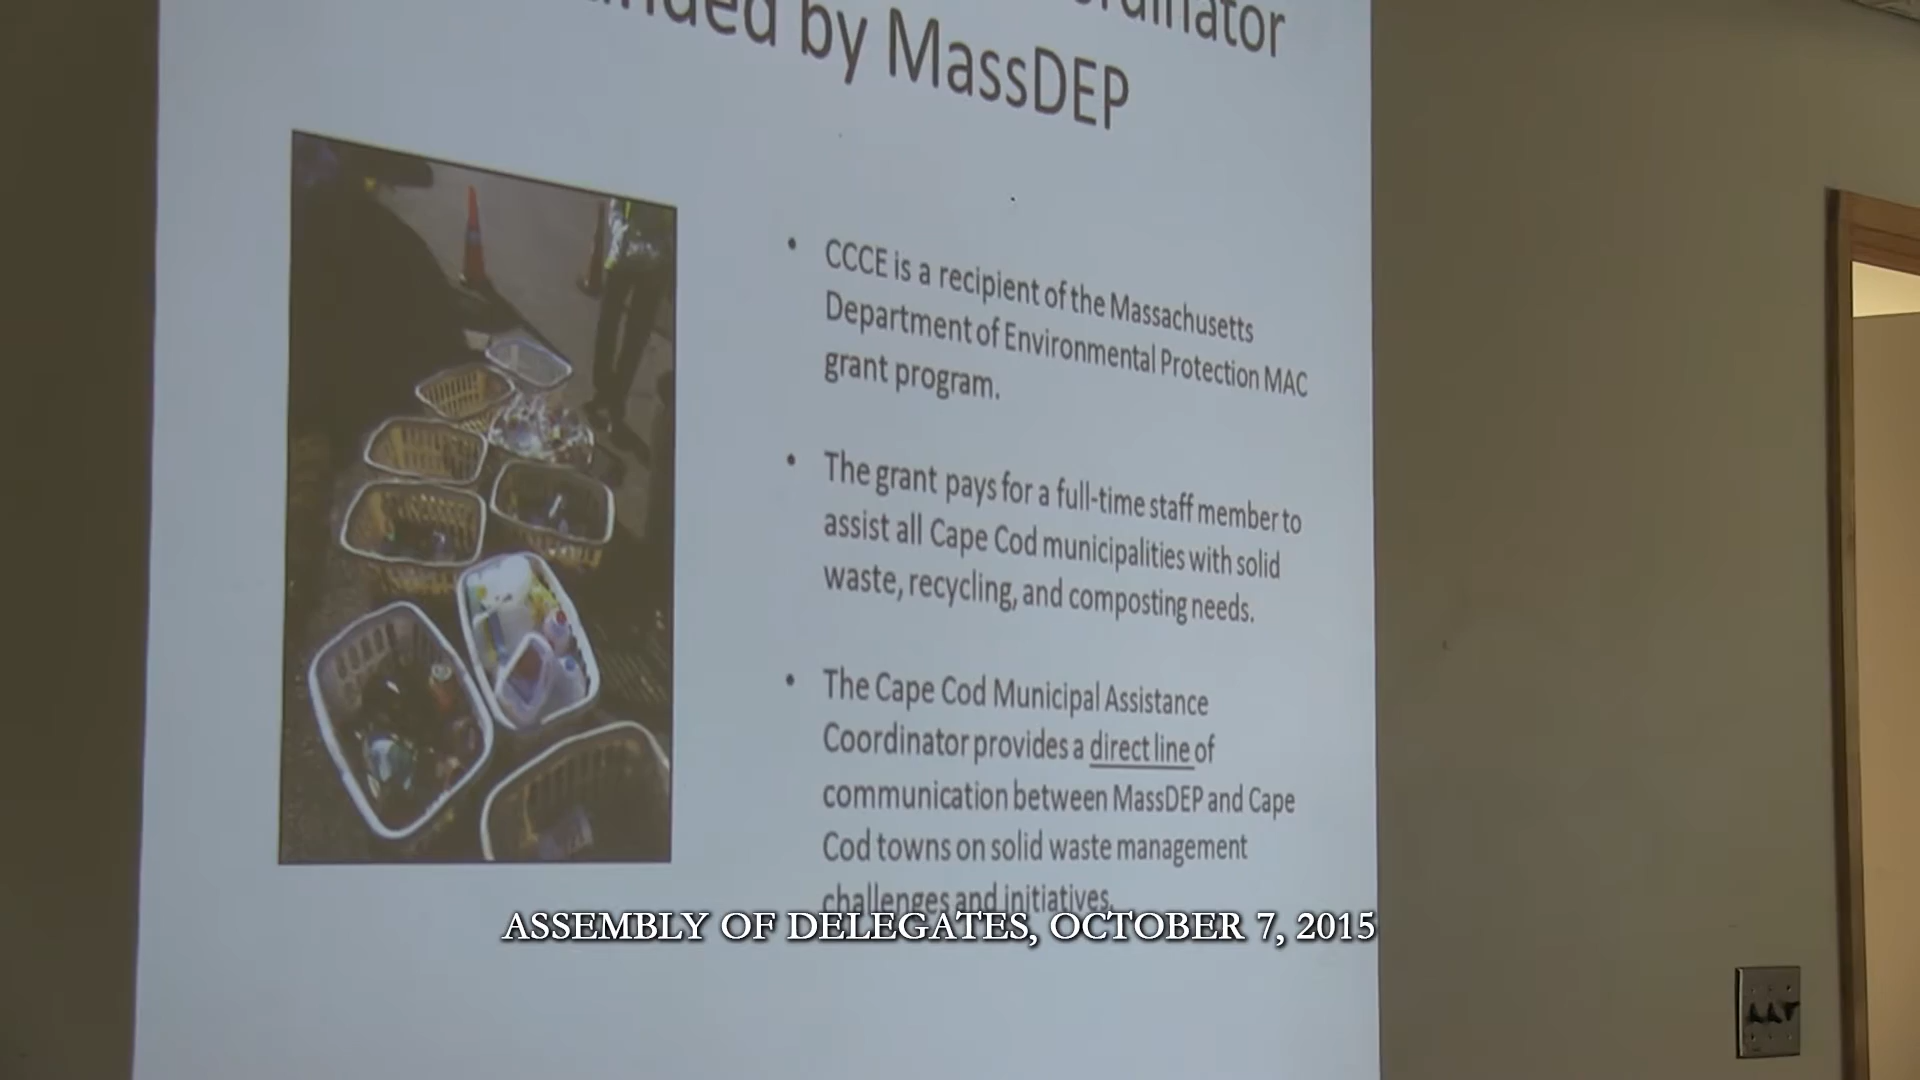 by MassDEP
• CCCE is a recipient of the Massachusetts
Department of Environmental Protection MAC
grant program.
• The grant pays for a full-time staff member to
assist all Cape Cod municipalities with solid
waste, recycling, and composting needs.
• The Cape Cod Municipal Assistance
Coordinator provides a direct line of
communication between MassDEP and Cape
Cod towns on solid waste management
challenges and initiatives.
ASSEMBLY OF DELEGATES, OCTOBER 7, 2015